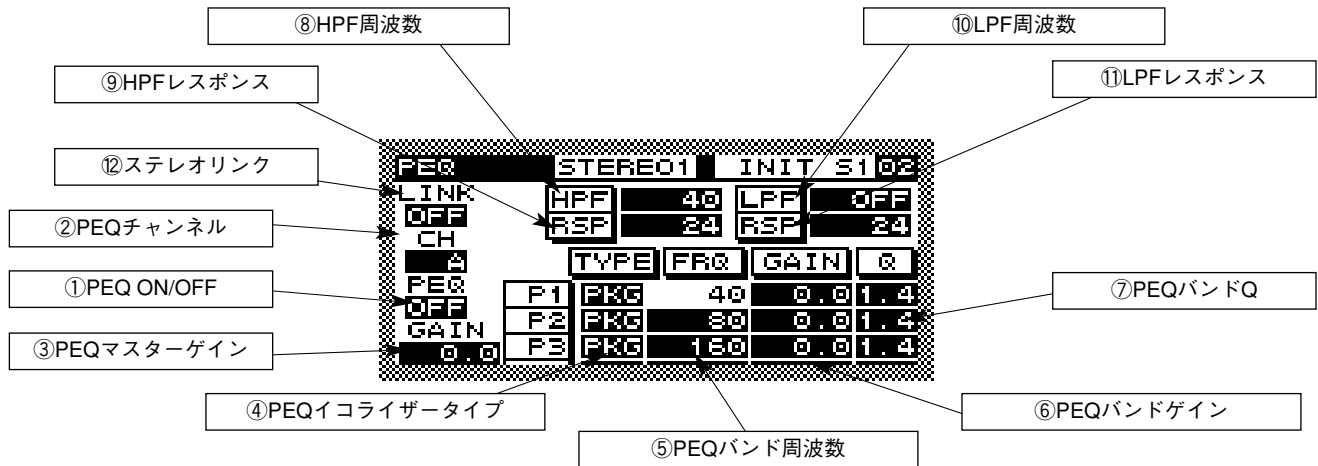 ⑧HPF周波数
⑩LPF周波数
⑨HPFレスポンス
⑪LPFレスポンス
⑫ステレオリンク
②PEQチャンネル
①PEQ ON/OFF
③PEQマスターゲイン
PEQ STEREO1 INIT S1 02
LINK HPF 40 LPF OFF
OFF RSP 24 RSP 24
CH
A TYPE FRQ GAIN Q
PEQ P1 PKG 40 0.0 1.4
OFF P2 PKG 80 0.0 1.4
GAIN P3 PKG 160 0.0 1.4
0.0
⑦PEQバンドQ
④PEQイコライザータイプ
⑥PEQバンドゲイン
⑤PEQバンド周波数